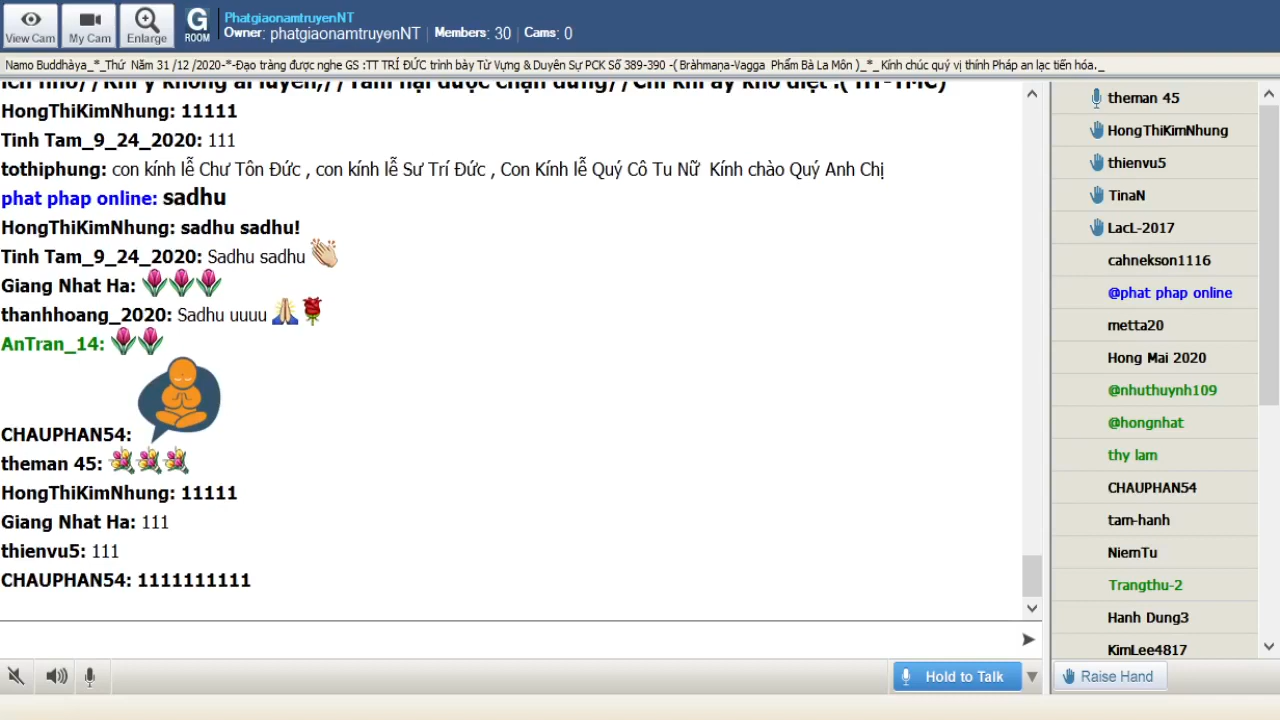 View Cam
My Cam
Enlarge
G
ROOM
PhatgiaonamtruyenNT
Owner: phatgiaonamtruyenNT | Members: 30 | Cams: 0
Namo Buddhàya_*_Thứ Năm 31 /12 /2020-*-Đạo tràng được nghe GS :TT TRÍ ĐỨC trình bày Từ Vựng & Duyên Sự PCK Số 389-390 -( Bràhmaṇa-Vagga Phẩm Bà La Môn )_*_ Kính chúc quý vị thính Pháp an lạc tiến hóa._
HongThiKimNhung: 11111
Tinh Tam_9_24_2020: 111
tothiphung: con kính lễ Chư Tôn Đức , con kính lễ Sư Trí Đức , Con Kính lễ Quý Cô Tu Nữ Kính chào Quý Anh Chị
phat phap online: sadhu
HongThiKimNhung: sadhu sadhu!
Tinh Tam_9_24_2020: Sadhu sadhu
Giang Nhat Ha:
thanhhoang_2020: Sadhu uuuu
AnTran_14:
CHAUPHAN54:
theman 45:
HongThiKimNhung: 11111
Giang Nhat Ha: 111
thienvu5: 111
CHAUPHAN54: 1111111111
Hold to Talk
theman 45
HongThiKimNhung
thienvu5
TinaN
LacL-2017
cahnekson1116
@phat phap online
metta20
Hong Mai 2020
@nhuthuynh109
@hongnhat
thy lam
CHAUPHAN54
tam-hanh
NiemTu
Trangthu-2
Hanh Dung3
KimLee4817
Raise Hand